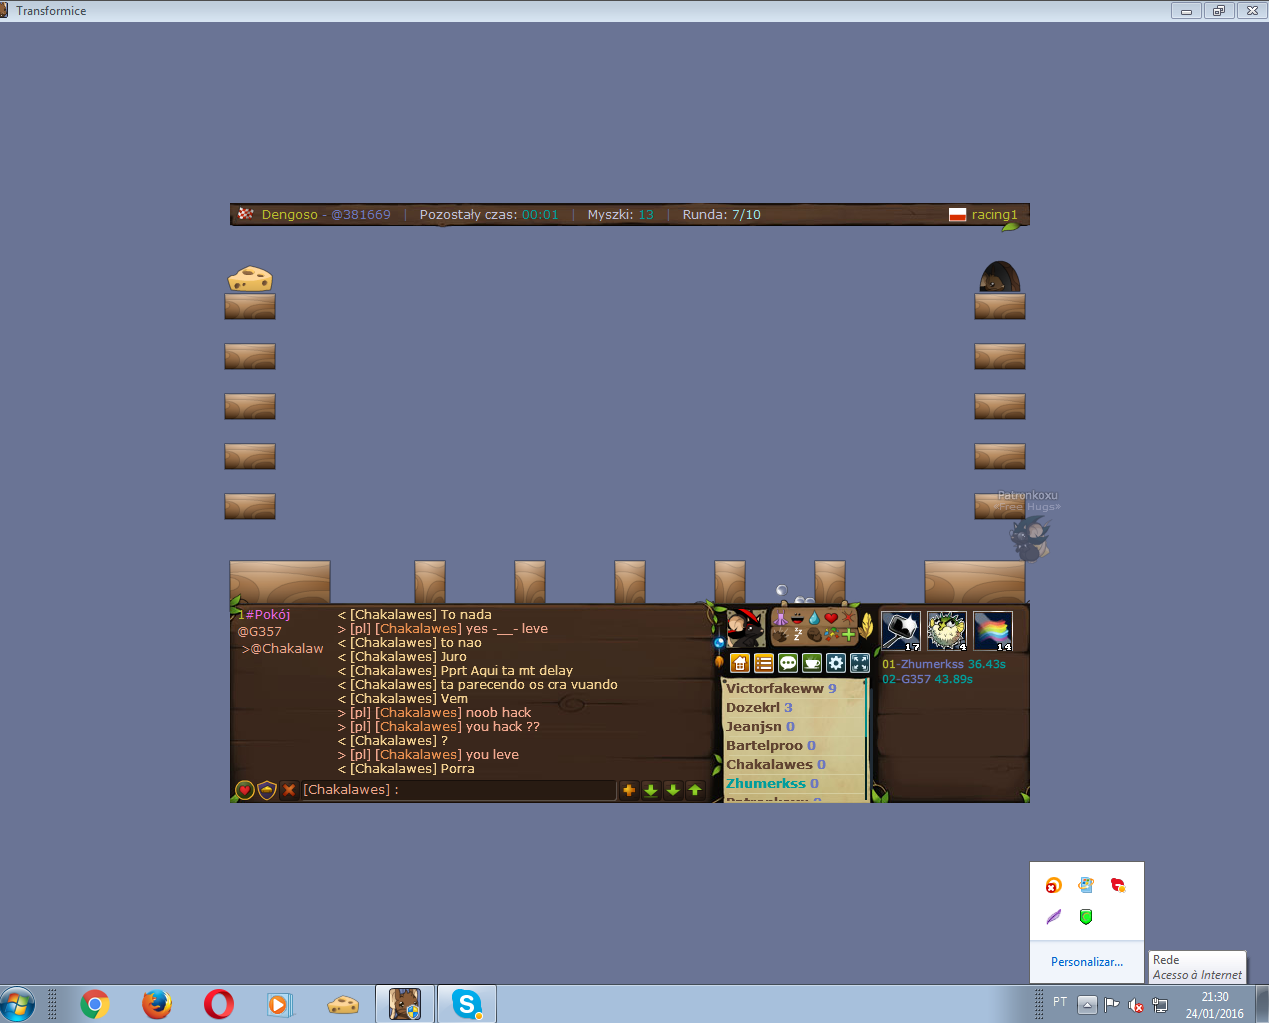 Transformice
Dengoso - @381669 | Pozostały czas: 00:01 | Myszki: 13 | Runda: 7/10
racing1
Patronkoxu
«Free Hugs»
1#Pokój
@G357
>@Chakalaw
< [Chakalawes] To nada
> [pl] [Chakalawes] yes -__- leve
< [Chakalawes] to nao
< [Chakalawes] Juro
< [Chakalawes] Pprt Aqui ta mt delay
< [Chakalawes] ta parecendo os cra vuando
< [Chakalawes] Vem
> [pl] [Chakalawes] noob hack
> [pl] [Chakalawes] you hack ??
< [Chakalawes] ?
> [pl] [Chakalawes] you leve
< [Chakalawes] Porra
[Chakalawes] :
Victorfakeww 9
Dozekrl 3
Jeanjsn 0
Bartelproo 0
Chakalawes 0
Zhumerkss 0
17
4
14
01-Zhumerkss 36.43s
02-G357 43.89s
Personalizar...
Rede
Acesso à Internet
PT
21:30
24/01/2016